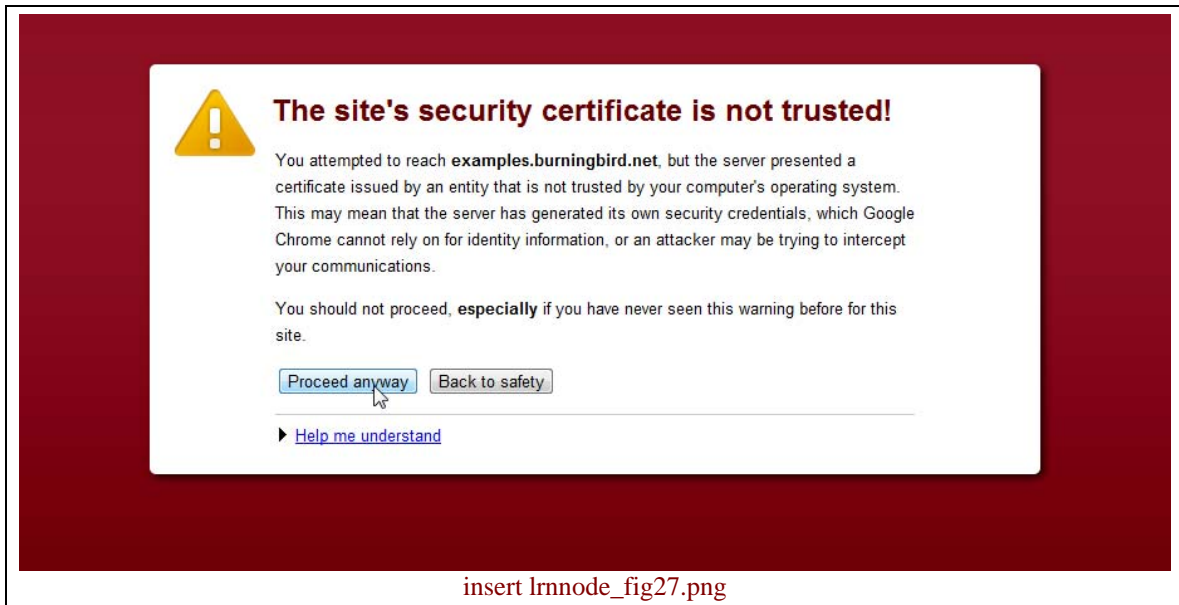 The site's security certificate is not trusted!
You attempted to reach examples.burningbird.net, but the server presented a
certificate issued by an entity that is not trusted by your computer's operating system.
This may mean that the server has generated its own security credentials, which Google
Chrome cannot rely on for identity information, or an attacker may be trying to intercept
your communications.
You should not proceed, especially if you have never seen this warning before for this
site.
Proceed anyway Back to safety
Help me understand
insert lrnnode_fig27.png